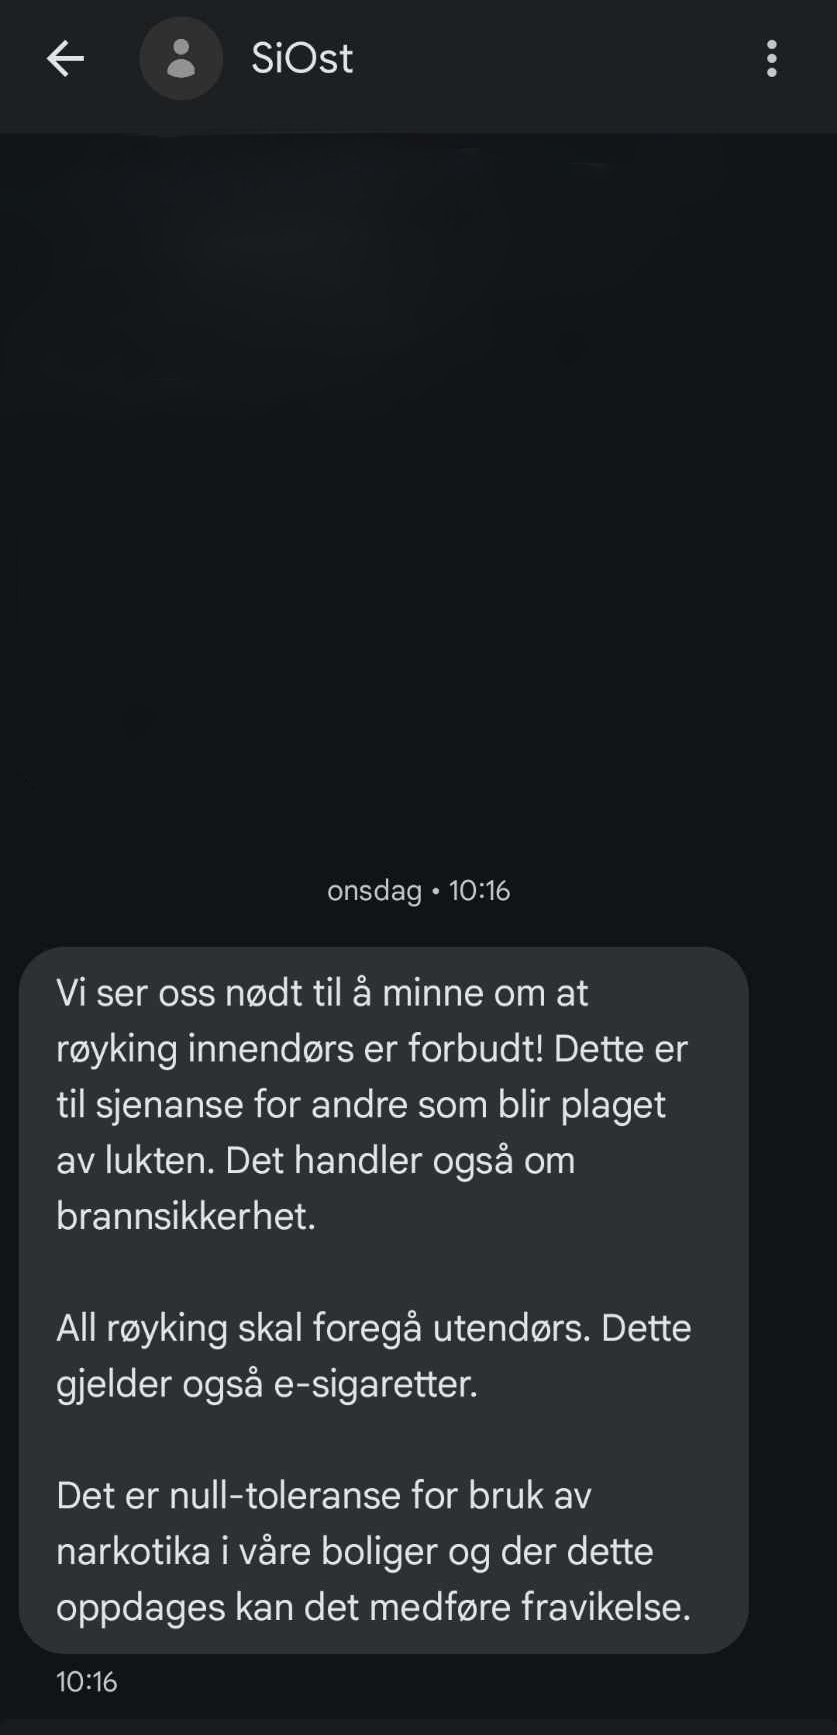 SiOst
onsdag • 10:16
Vi ser oss nødt til å minne om at
røyking innendørs er forbudt! Dette er
til sjenanse for andre som blir plaget
av lukten. Det handler også om
brannsikkerhet.
All røyking skal foregå utendørs. Dette
gjelder også e-sigaretter.
Det er null-toleranse for bruk av
narkotika i våre boliger og der dette
oppdages kan det medføre fravikelse.
10:16